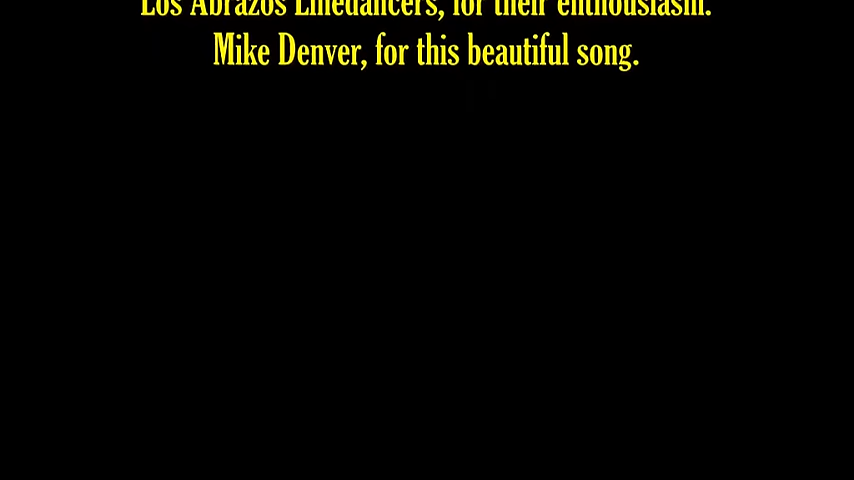 Los Abrazos Linedancers, for their enthousiasm.
Mike Denver, for this beautiful song.